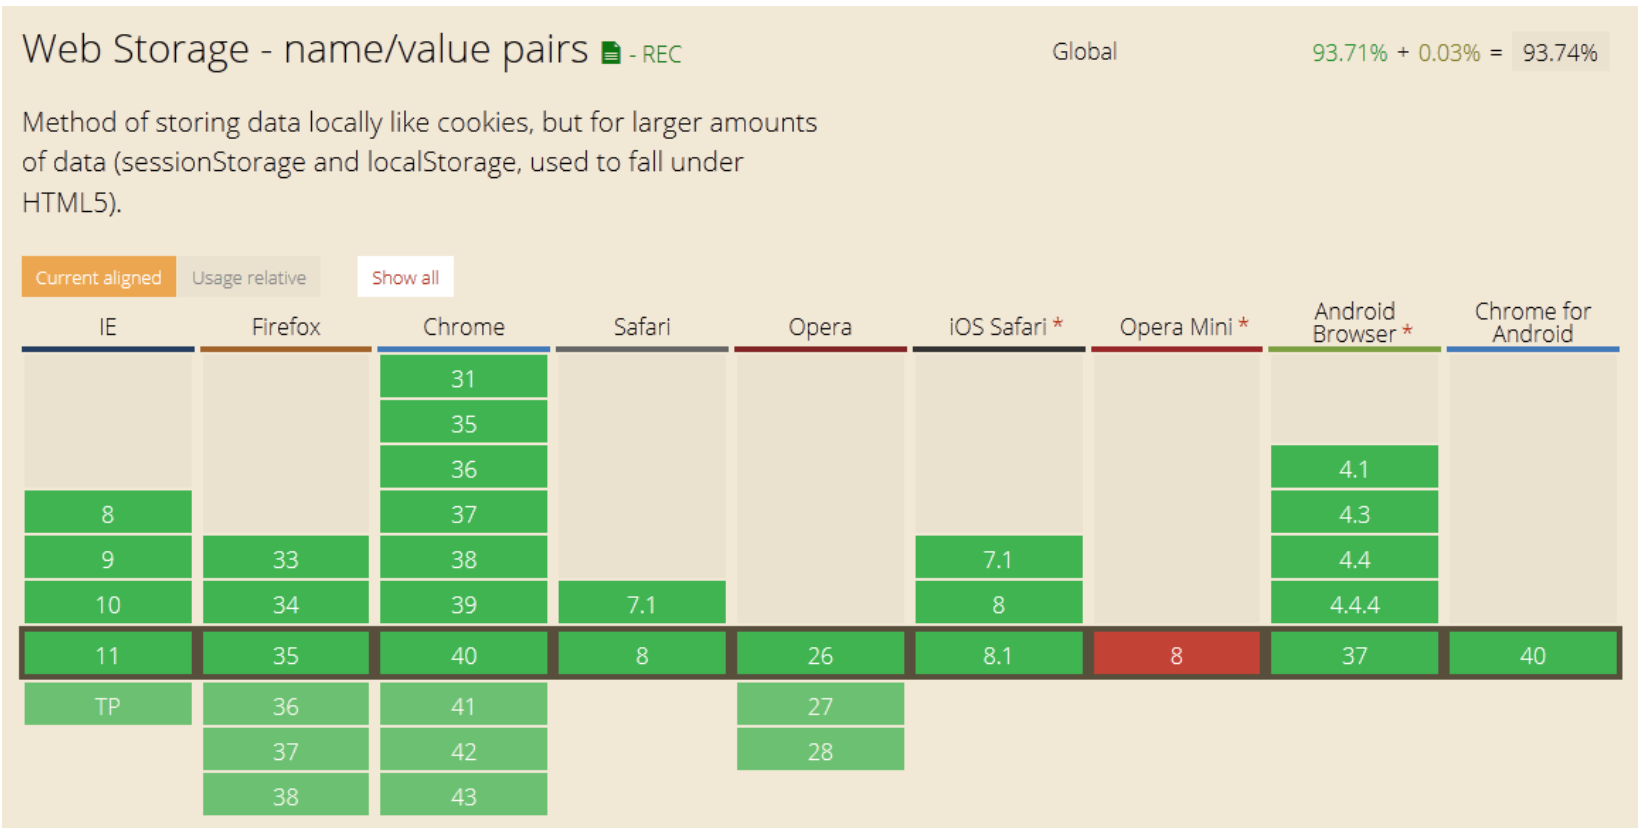 Web Storage - name/value pairs - REC Global 93.71% + 0.03% = 93.74%
Method of storing data locally like cookies, but for larger amounts
of data (sessionStorage and localStorage, used to fall under
HTML5).
Current aligned Usage relative Show all
IE Firefox Chrome Safari Opera iOS Safari * Opera Mini * Android Browser * Chrome for Android
31
35
36 4.1
8 37 4.3
9 33 38 7.1 4.4
10 34 39 7.1 8 4.4.4
11 35 40 8 26 8.1 8 37 40
TP 36 41 27
37 42 28
38 43